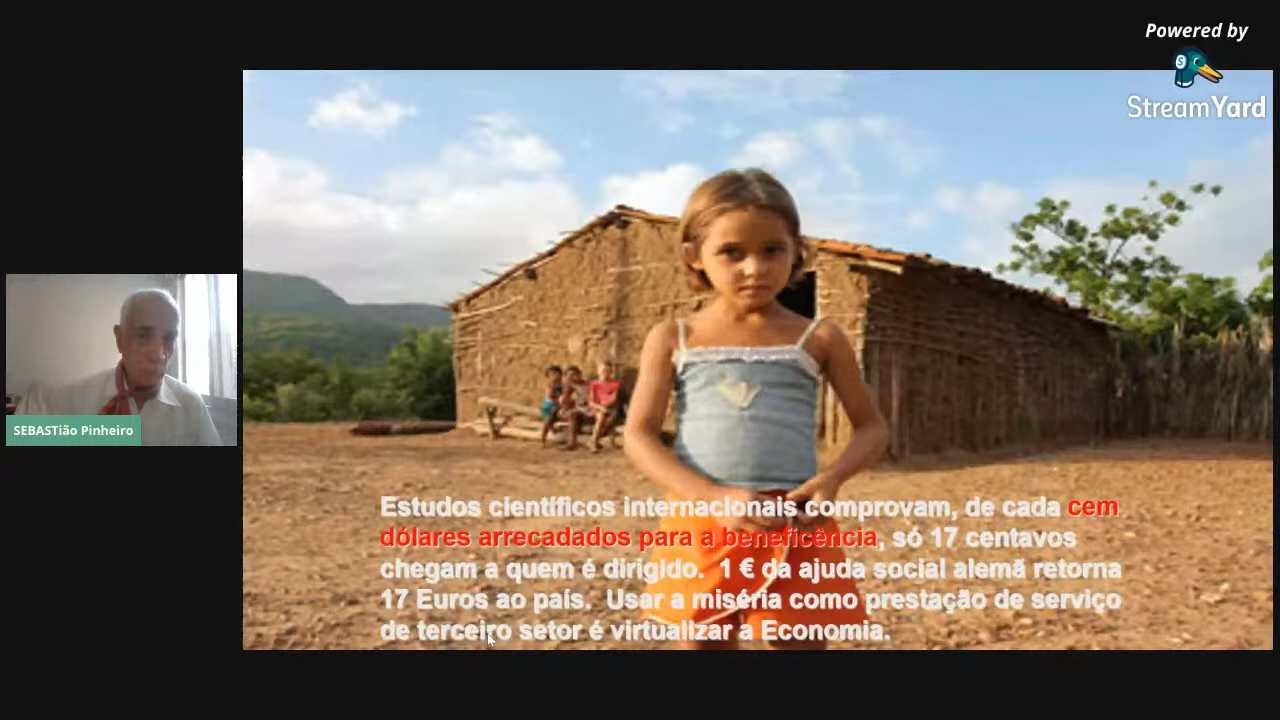 Powered by
StreamYard
SEBASTião Pinheiro
Estudos científicos internacionais comprovam, de cada cem
dólares arrecadados para a beneficência, só 17 centavos
chegam a quem é dirigido. 1 € da ajuda social alemã retorna
17 Euros ao país. Usar a miséria como prestação de serviço
de terceiro setor é virtualizar a Economia.